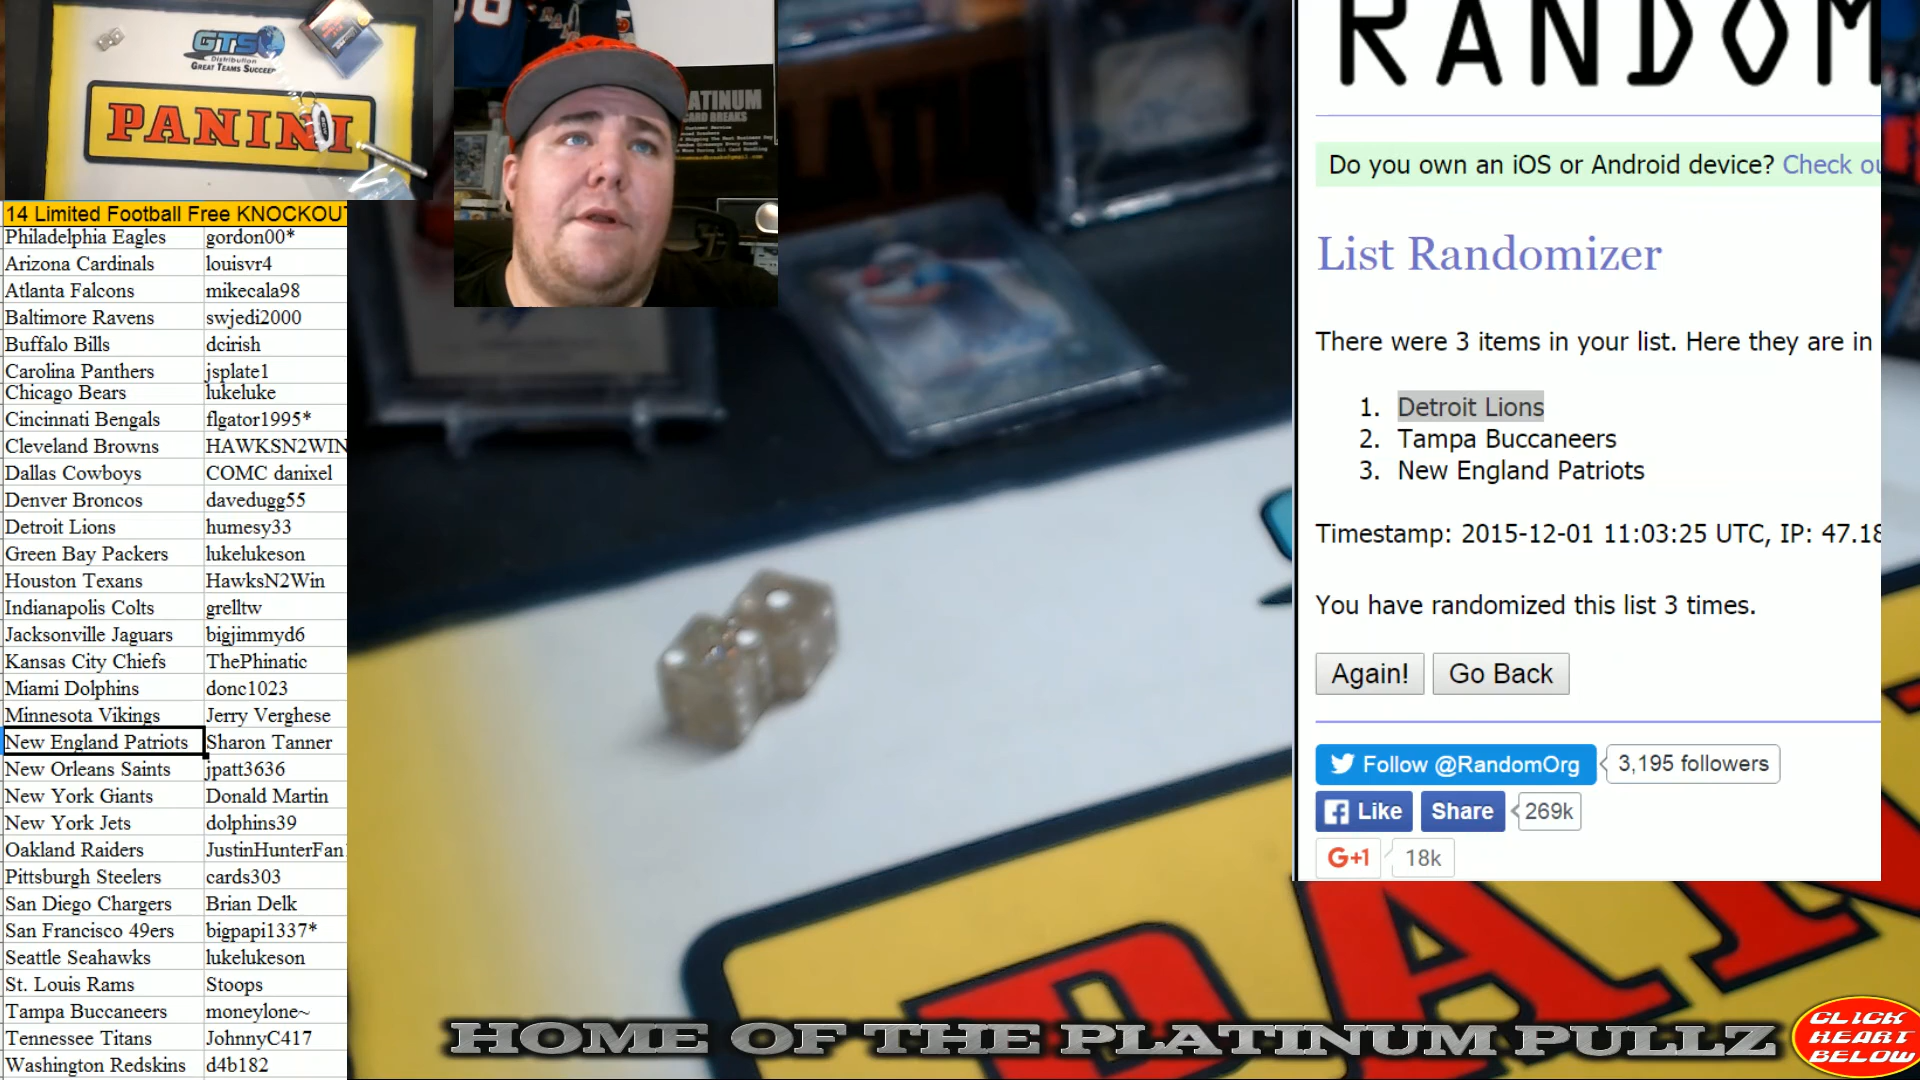 GTS
Distribution
GREAT TEAMS SUCCEED
PANINI
ATINUM
CARD BREAKS
14 Limited Football Free KNOCKOUT
Philadelphia Eagles gordon00*
Arizona Cardinals louisvr4
Atlanta Falcons mikecala98
Baltimore Ravens swjedi2000
Buffalo Bills dcirish
Carolina Panthers jsplate1
Chicago Bears lukeluke
Cincinnati Bengals flgator1995*
Cleveland Browns HAWKSN2WIN
Dallas Cowboys COMC danixel
Denver Broncos davedugg55
Detroit Lions humesy33
Green Bay Packers lukelukeson
Houston Texans HawksN2Win
Indianapolis Colts grelltw
Jacksonville Jaguars bigjimmyd6
Kansas City Chiefs ThePhinatic
Miami Dolphins donc1023
Minnesota Vikings Jerry Verghese
New England Patriots Sharon Tanner
New Orleans Saints jpatt3636
New York Giants Donald Martin
New York Jets dolphins39
Oakland Raiders JustinHunterFan
Pittsburgh Steelers cards303
San Diego Chargers Brian Delk
San Francisco 49ers bigpapi1337*
Seattle Seahawks lukelukeson
St. Louis Rams Stoops
Tampa Buccaneers moneylone~
Tennessee Titans JohnnyC417
Washington Redskins d4b182
RANDOM
Do you own an iOS or Android device? Check ou
List Randomizer
There were 3 items in your list. Here they are in
1. Detroit Lions
2. Tampa Buccaneers
3. New England Patriots
Timestamp: 2015-12-01 11:03:25 UTC, IP: 47.18
You have randomized this list 3 times.
Again! Go Back
Follow @RandomOrg 3,195 followers
Like Share 269k
G+1 18k
HOME OF THE PLATINUM PULLZ
CLICK
HEART
BELOW